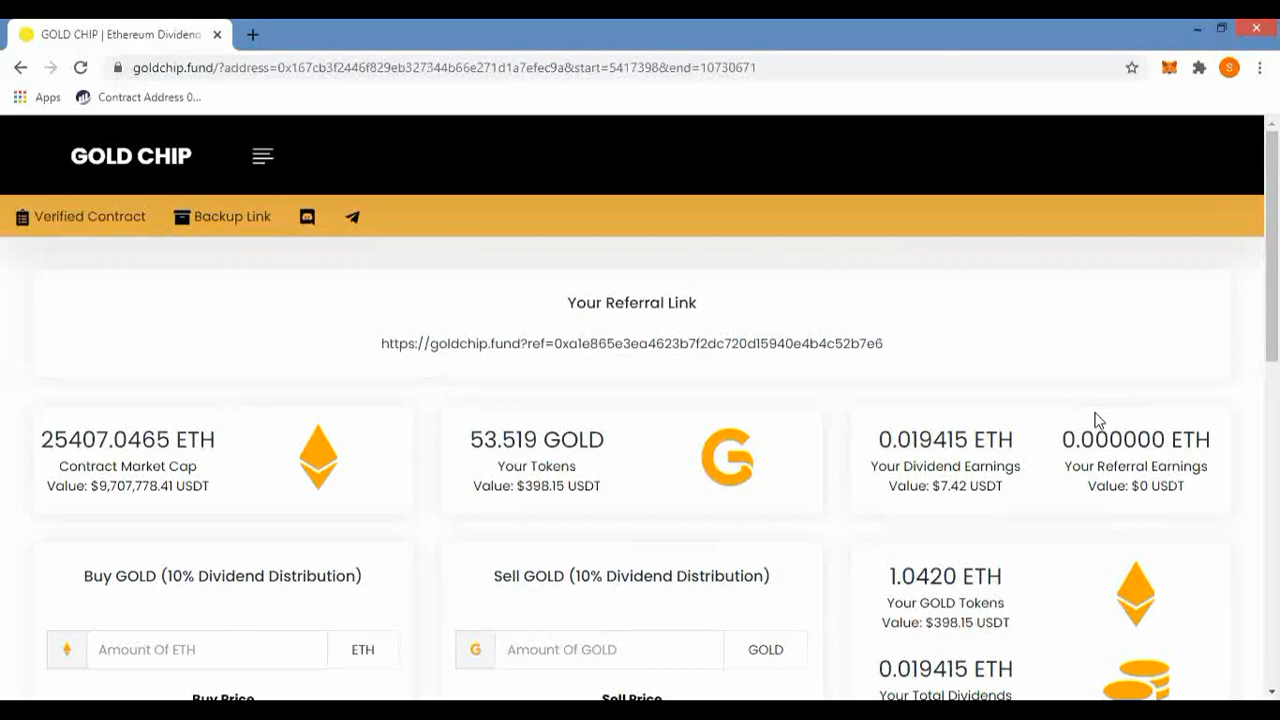 GOLD CHIP | Ethereum Dividend
goldchip.fund/?address=0x167cb3f2446f829eb327344b66e271d1a7efec9a&start=5417398&end=10730671
S
Apps
Contract Address 0...
GOLD CHIP
Verified Contract
Backup Link
Your Referral Link
https://goldchip.fund?ref=0xa1e865e3ea4623b7f2dc720d15940e4b4c52b7e6
25407.0465 ETH
Contract Market Cap
Value: $9,707,778.41 USDT
53.519 GOLD
Your Tokens
Value: $398.15 USDT
G
0.019415 ETH
Your Dividend Earnings
Value: $7.42 USDT
0.000000 ETH
Your Referral Earnings
Value: $0 USDT
Buy GOLD (10% Dividend Distribution)
Amount Of ETH
ETH
Buy Price
Sell GOLD (10% Dividend Distribution)
G
Amount Of GOLD
GOLD
Sell Price
1.0420 ETH
Your GOLD Tokens
Value: $398.15 USDT
0.019415 ETH
Your Total Dividends